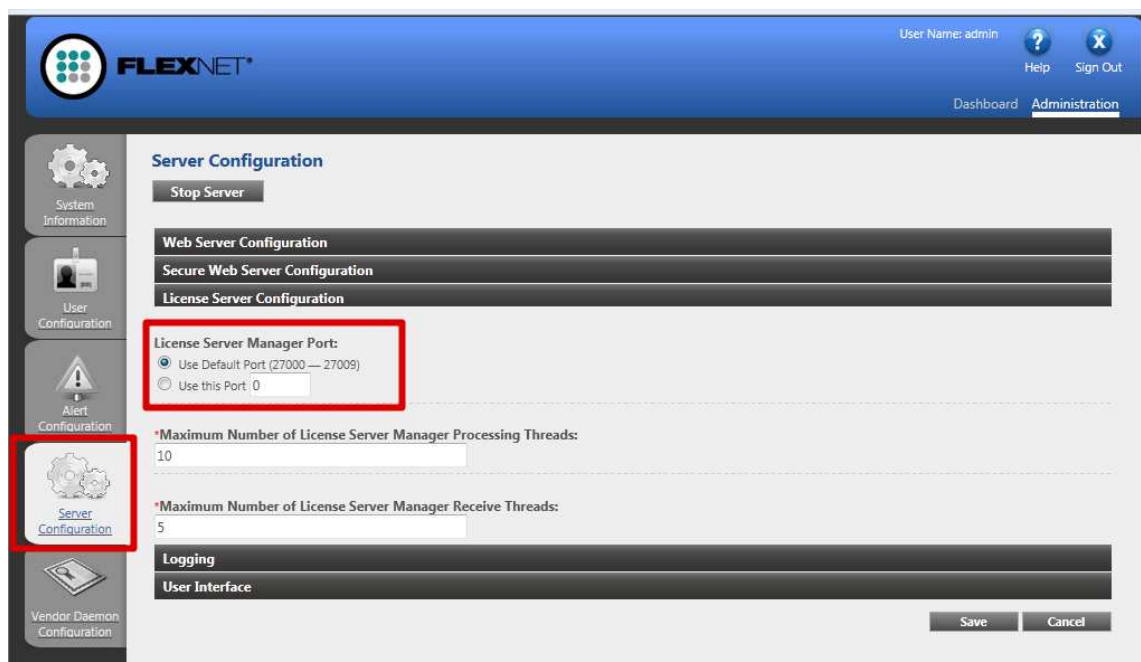 User Name: admin
?
X
FLEXNET
Help
Sign Out
Dashboard
Administration
Server Configuration
Stop Server
System
Information
Web Server Configuration
Secure Web Server Configuration
License Server Configuration
User
Configuration
License Server Manager Port:
Use Default Port (27000 — 27009)
Use this Port 0
Alert
Configuration
*Maximum Number of License Server Manager Processing Threads:
10
Server
Configuration
*Maximum Number of License Server Manager Receive Threads:
5
Logging
User Interface
Vendor Daemon
Configuration
Save
Cancel